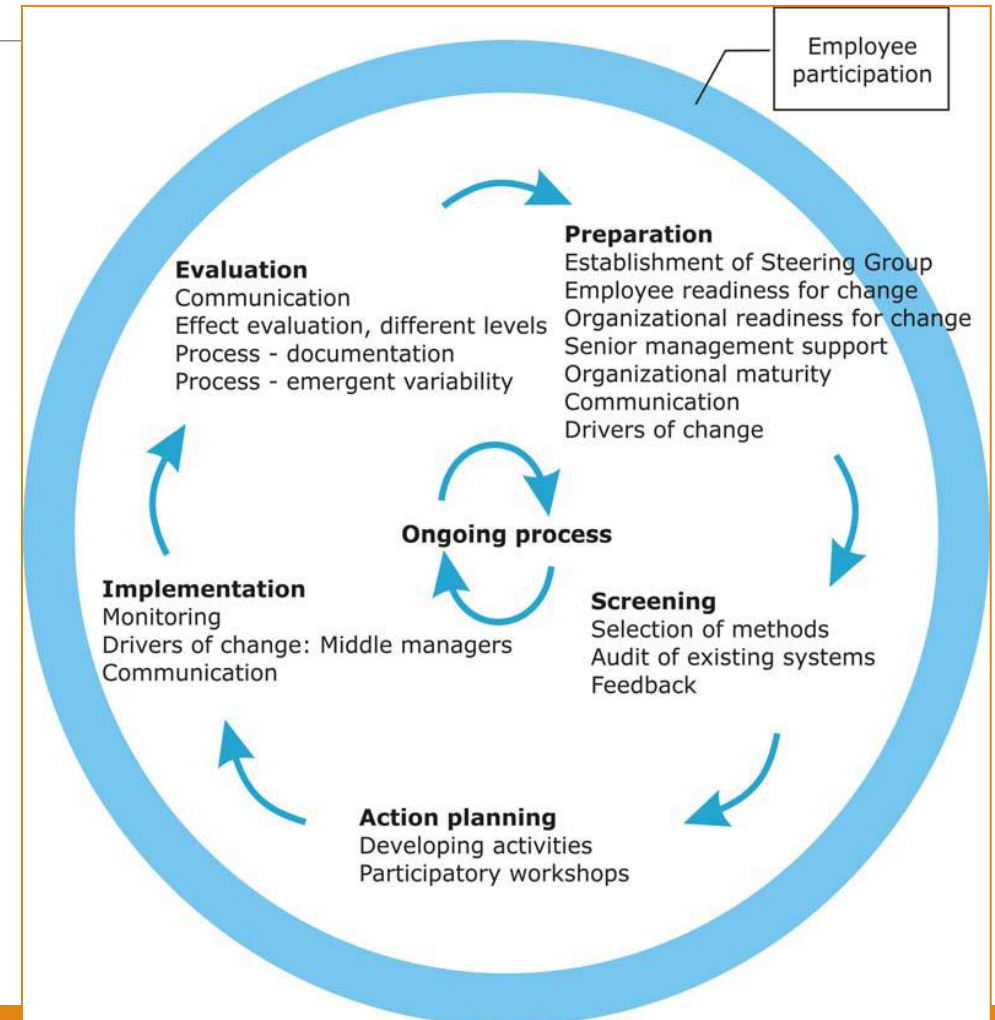 Employee
participation
Preparation
Establishment of Steering Group
Employee readiness for change
Organizational readiness for change
Senior management support
Organizational maturity
Communication
Drivers of change
Evaluation
Communication
Effect evaluation, different levels
Process - documentation
Process - emergent variability
Ongoing process
Screening
Selection of methods
Audit of existing systems
Feedback
Implementation
Monitoring
Drivers of change: Middle managers
Communication
Action planning
Developing activities
Participatory workshops